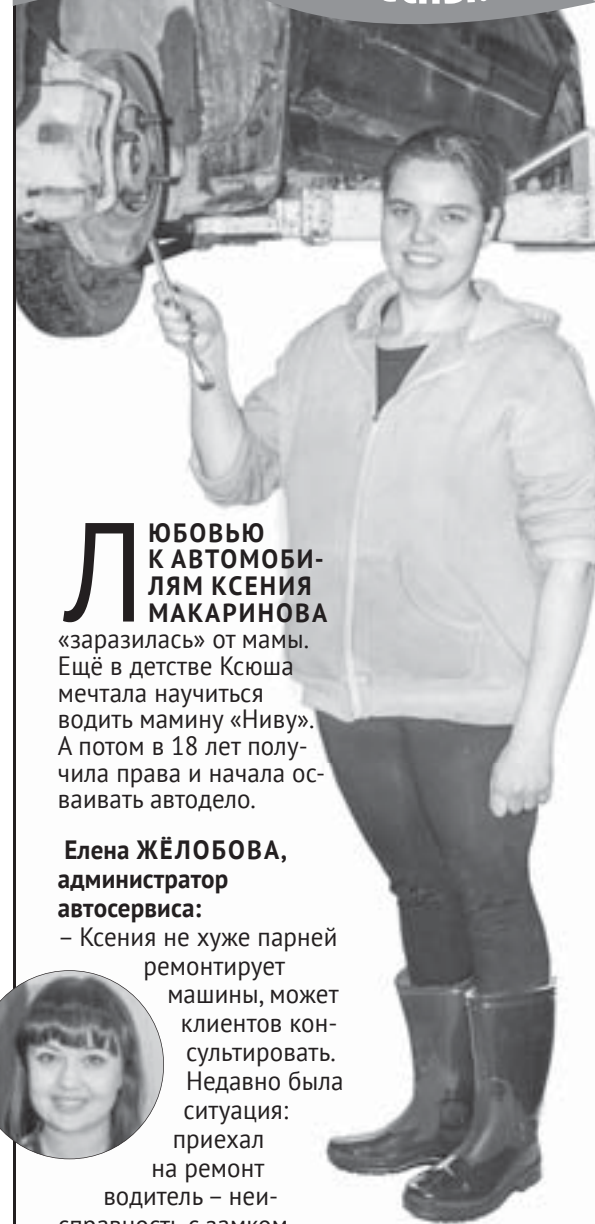 ЛЮБОВЬЮ
К АВТОМОБИ-
ЛЯМ КСЕНИЯ
МАКАРИНОВА
«заразилась» от мамы.
Ещё в детстве Ксюша
мечтала научиться
водить мамину «Ниву».
А потом в 18 лет полу-
чила права и начала ос-
ваивать автодело.
Елена ЖЁЛОБОВА,
администратор
автосервиса:
– Ксения не хуже парней
ремонтирует
машины, может
клиентов кон-
сультировать.
Недавно была
ситуация:
приехал
на ремонт
водитель – неи-
справность с замком